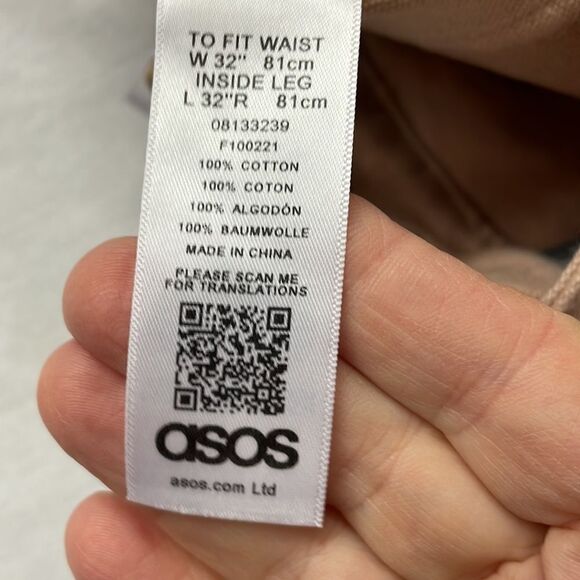 TO FIT WAIST
W 32" 81cm
INSIDE LEG
L 32"R 81cm
08133239
F100221
100% COTTON
100% COTON
100% ALGODÓN
100% BAUMWOLLE
MADE IN CHINA
PLEASE SCAN ME
FOR TRANSLATIONS
asos
asos.com Ltd